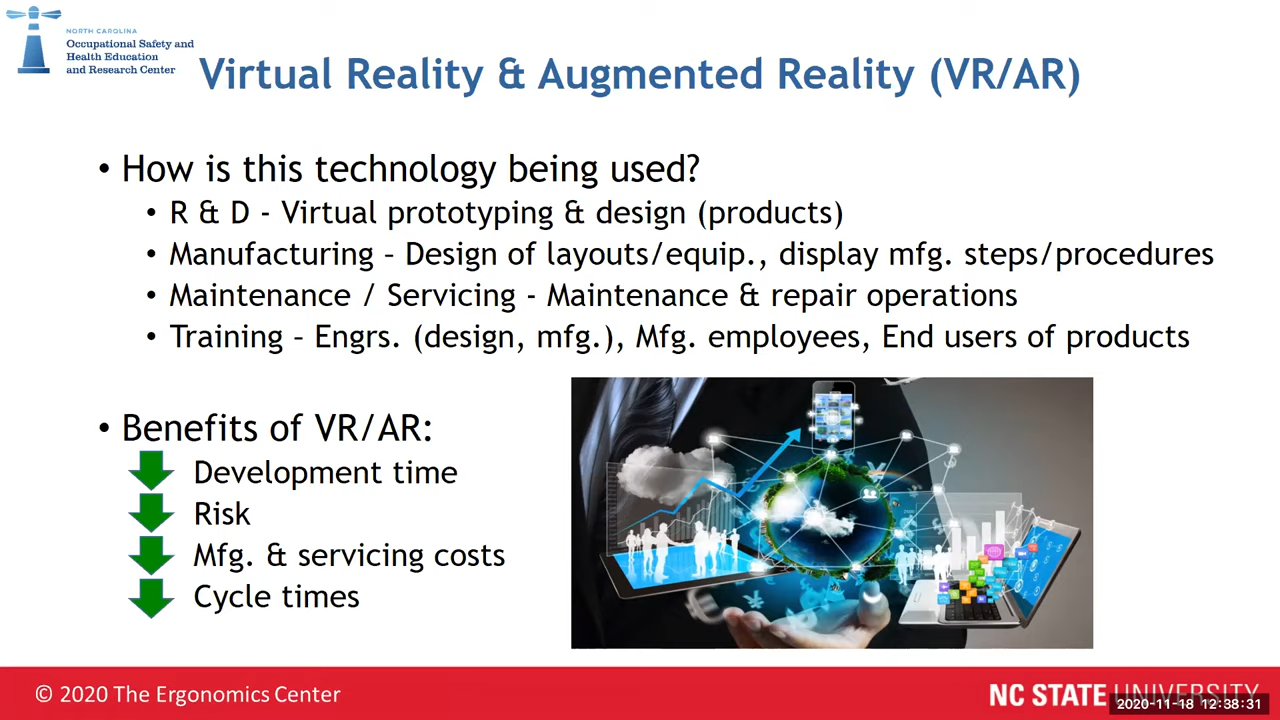 NORTH CAROLINA
Occupational Safety and
Health Education
and Research Center
Virtual Reality & Augmented Reality (VR/AR)
• How is this technology being used?
• R & D - Virtual prototyping & design (products)
• Manufacturing – Design of layouts/equip., display mfg. steps/procedures
• Maintenance / Servicing - Maintenance & repair operations
• Training – Engrs. (design, mfg.), Mfg. employees, End users of products
• Benefits of VR/AR:
Development time
Risk
Mfg. & servicing costs
Cycle times
© 2020 The Ergonomics Center
NC STATE UNIVERSITY
2020-11-18 12:38:31